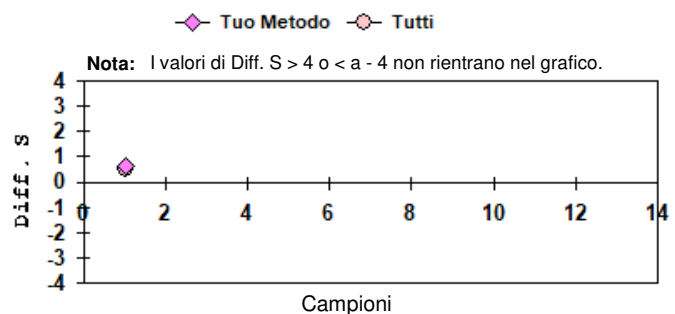 Tuo Metodo Tutti
Nota: I valori di Diff. S > 4 o < a - 4 non rientrano nel grafico.
4
3
2
1
0
-1
-2
-3
-4
Diff. S
0 2 4 6 8 10 12 14
Campioni